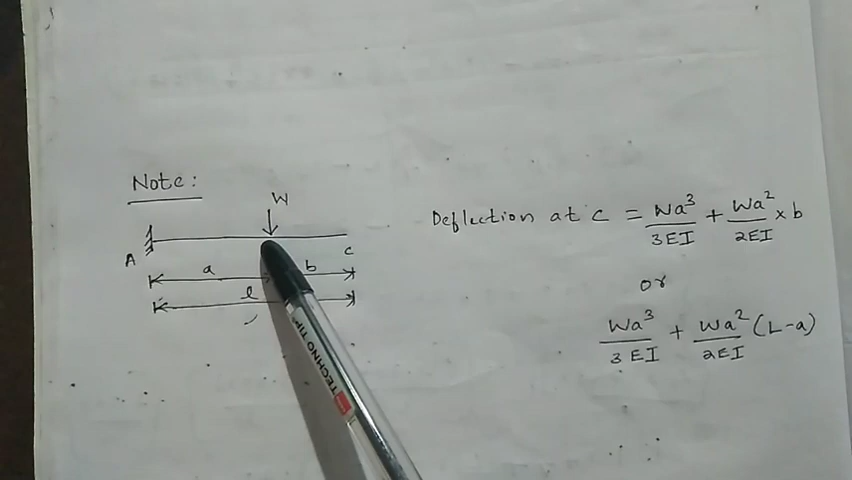 Note:
W
A
C
a
b
l
Deflection at C = Wa³/3EI + Wa²/2EI × b
or
Wa³/3EI + Wa²/2EI (L-a)
TECHNO TIP